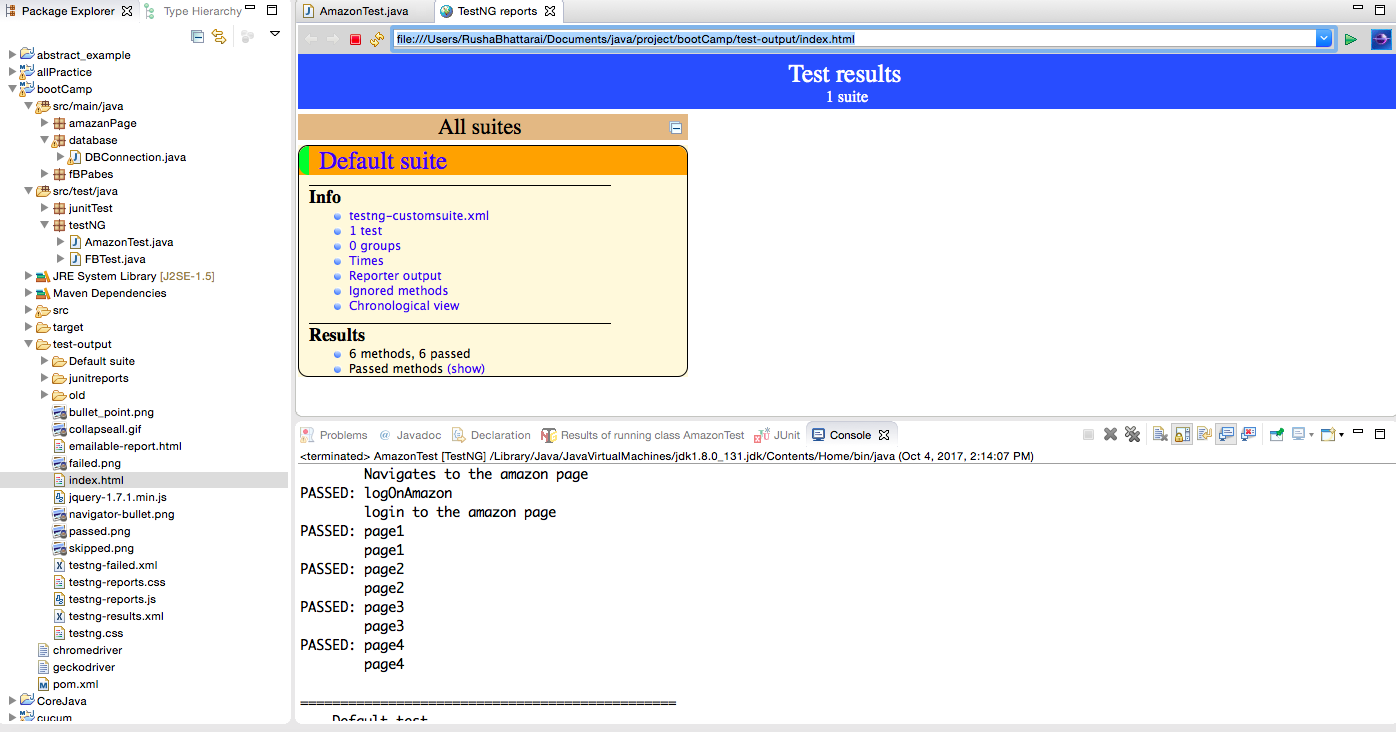 Package Explorer
Type Hierarchy
abstract_example
allPractice
bootCamp
src/main/java
amazanPage
database
DBConnection.java
fBPabes
src/test/java
junitTest
testNG
AmazonTest.java
FBTest.java
JRE System Library [J2SE-1.5]
Maven Dependencies
src
target
test-output
Default suite
junitreports
old
bullet_point.png
collapseall.gif
emailable-report.html
failed.png
index.html
jquery-1.7.1.min.js
navigator-bullet.png
passed.png
skipped.png
testng-failed.xml
testng-reports.css
testng-reports.js
testng-results.xml
testng.css
chromedriver
geckodriver
pom.xml
CoreJava
cucum
AmazonTest.java
TestNG reports
file:///Users/RushaBhattarai/Documents/java/project/bootCamp/test-output/index.html
Test results
1 suite
All suites
Default suite
Info
testng-customsuite.xml
1 test
0 groups
Times
Reporter output
Ignored methods
Chronological view
Results
6 methods, 6 passed
Passed methods (show)
Problems
@ Javadoc
Declaration
Results of running class AmazonTest
JUnit
Console
<terminated> AmazonTest [TestNG] /Library/Java/JavaVirtualMachines/jdk1.8.0_131.jdk/Contents/Home/bin/java (Oct 4, 2017, 2:14:07 PM)
Navigates to the amazon page
PASSED: logOnAmazon
login to the amazon page
PASSED: page1
page1
PASSED: page2
page2
PASSED: page3
page3
PASSED: page4
page4
===============================================
Default test